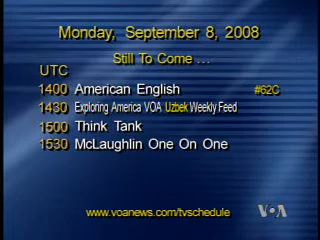 Monday, September 8, 2008
Still To Come ...
UTC
1400 American English #62C
1430 Exploring America VOA Uzbek Weekly Feed
1500 Think Tank
1530 McLaughlin One On One
www.voanews.com/tvschedule VOA